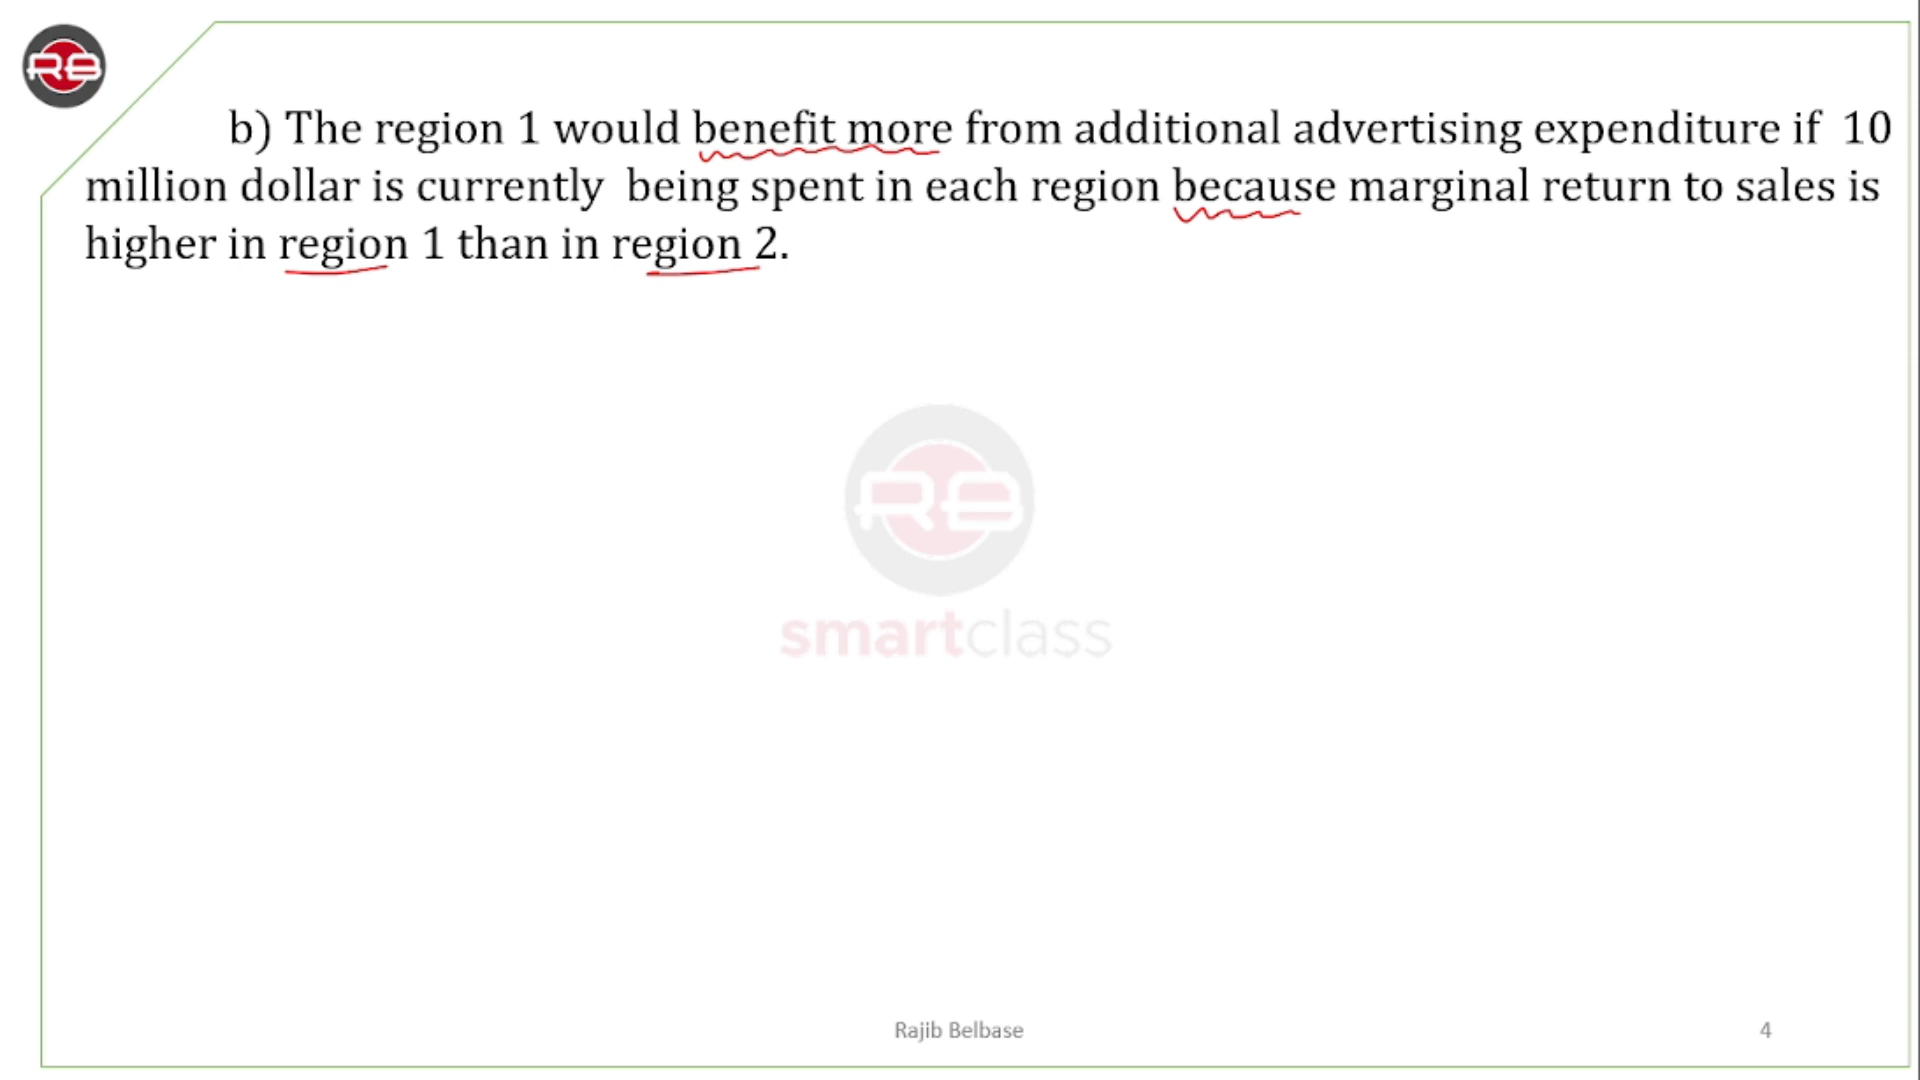 RB
b) The region 1 would benefit more from additional advertising expenditure if 10
million dollar is currently being spent in each region because marginal return to sales is
higher in region 1 than in region 2.
RB
smartclass
Rajib Belbase
4